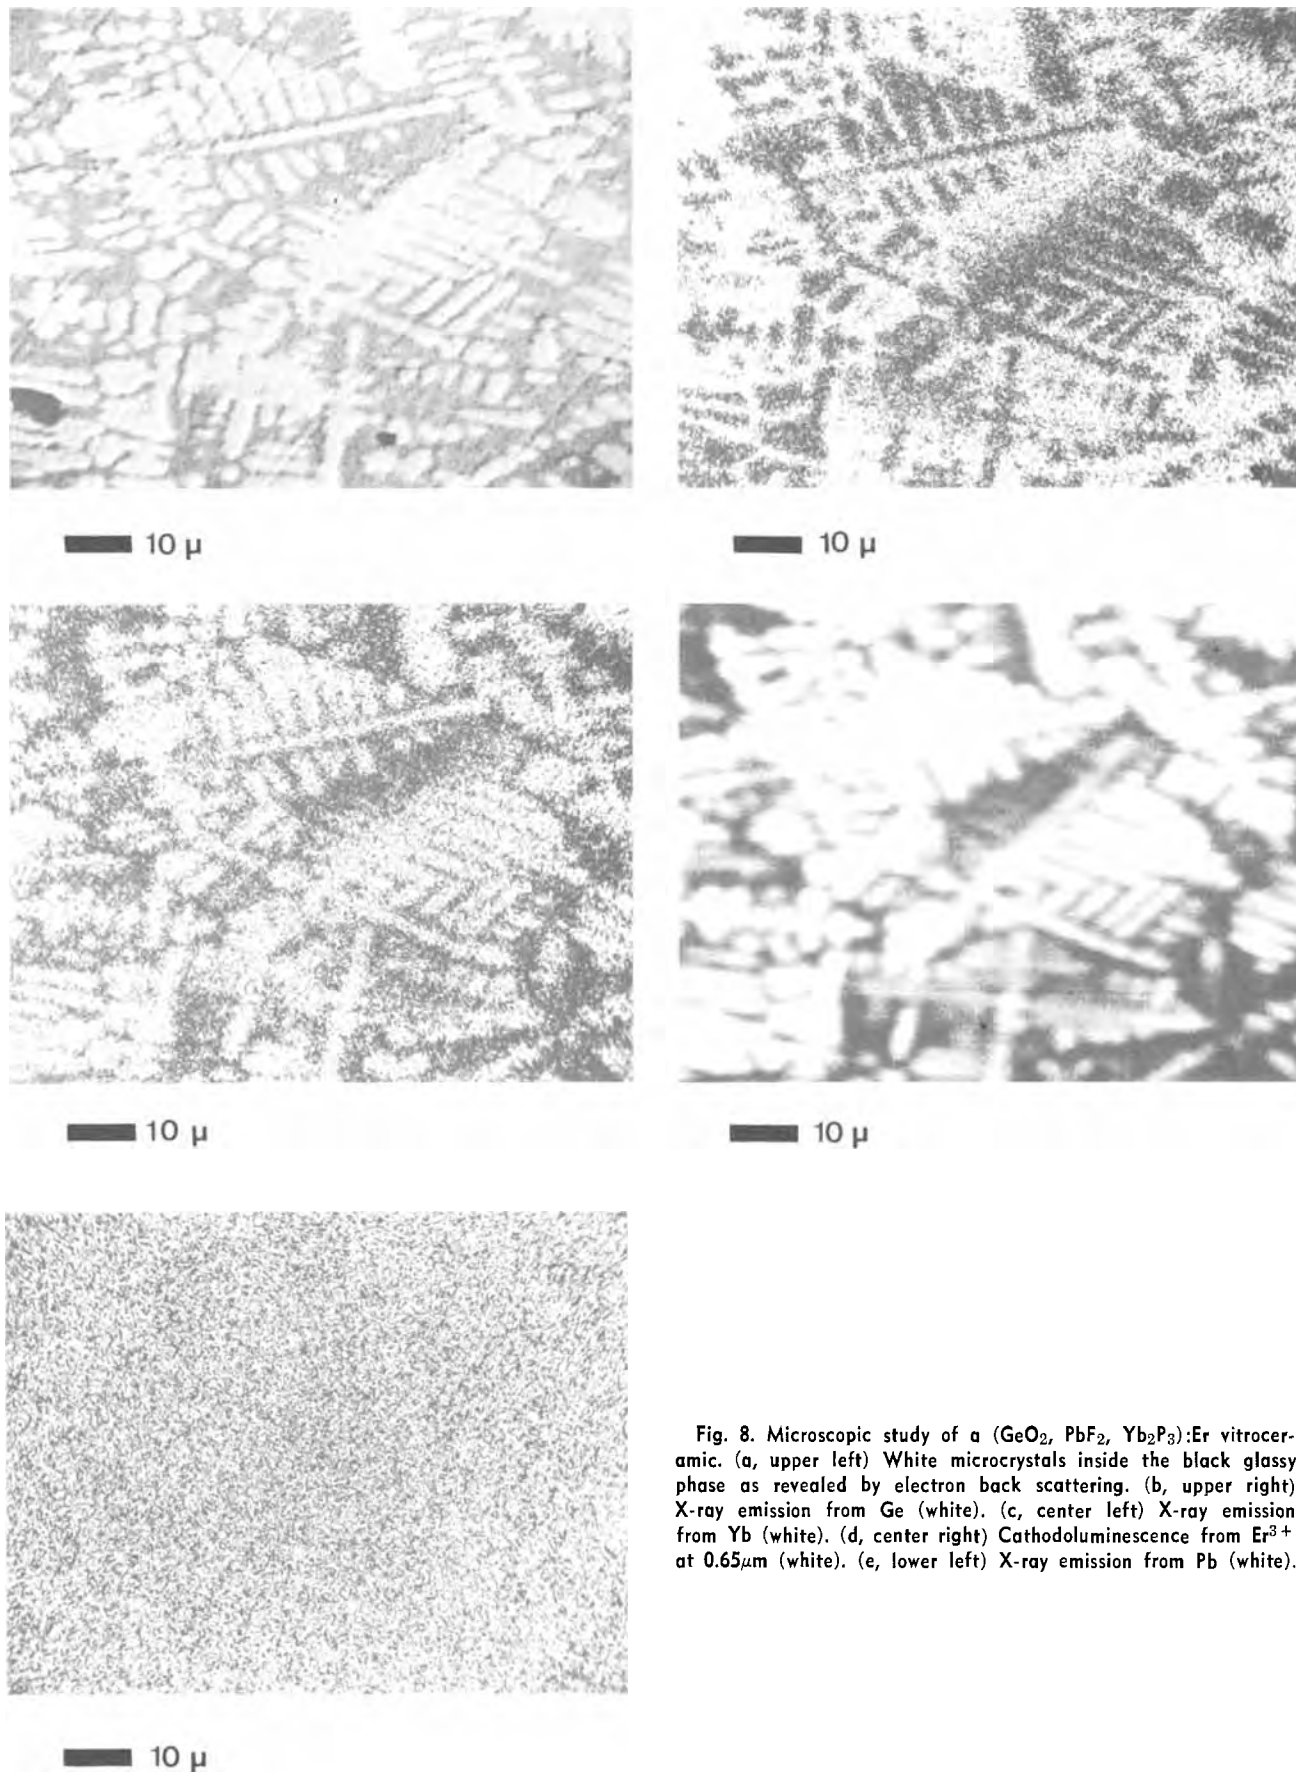 10 µ
10 µ
10 µ
10 µ
Fig. 8. Microscopic study of a (GeO₂, PbF₂, Yb₂P₃):Er vitrocer-
amic. (a, upper left) White microcrystals inside the black glassy
phase as revealed by electron back scattering. (b, upper right)
X-ray emission from Ge (white). (c, center left) X-ray emission
from Yb (white). (d, center right) Cathodoluminescence from Er³⁺
at 0.65µm (white). (e, lower left) X-ray emission from Pb (white).
10 µ